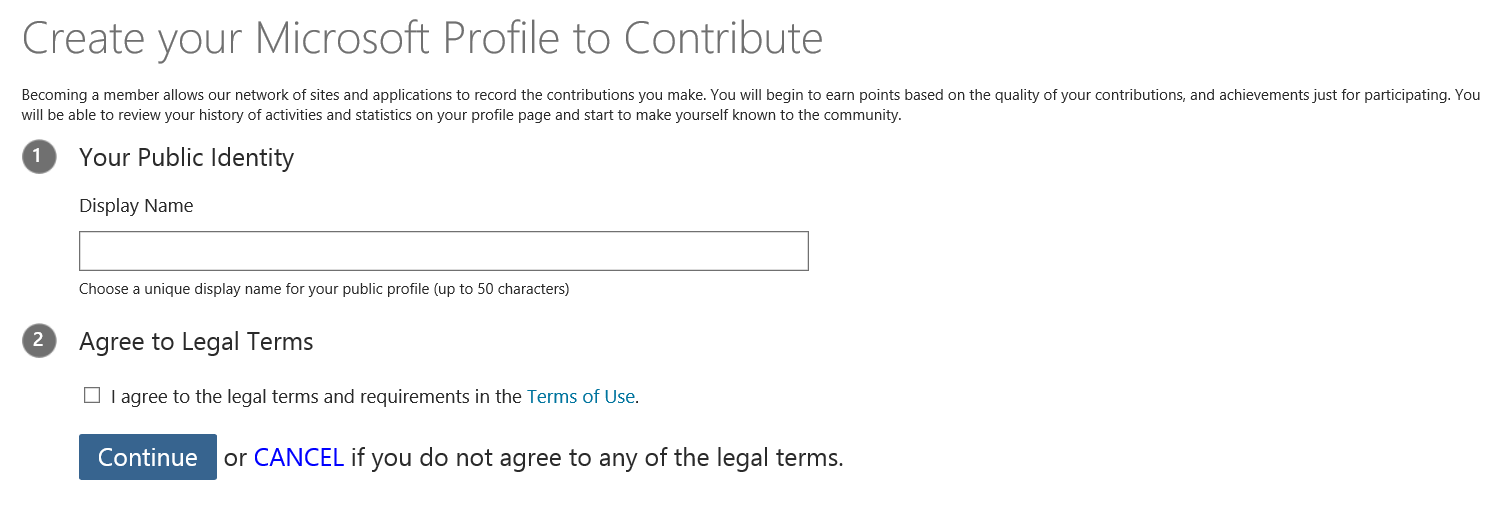 Create your Microsoft Profile to Contribute
Becoming a member allows our network of sites and applications to record the contributions you make. You will begin to earn points based on the quality of your contributions, and achievements just for participating. You
will be able to review your history of activities and statistics on your profile page and start to make yourself known to the community.
1 Your Public Identity
Display Name
Choose a unique display name for your public profile (up to 50 characters)
2 Agree to Legal Terms
I agree to the legal terms and requirements in the Terms of Use.
Continue or CANCEL if you do not agree to any of the legal terms.